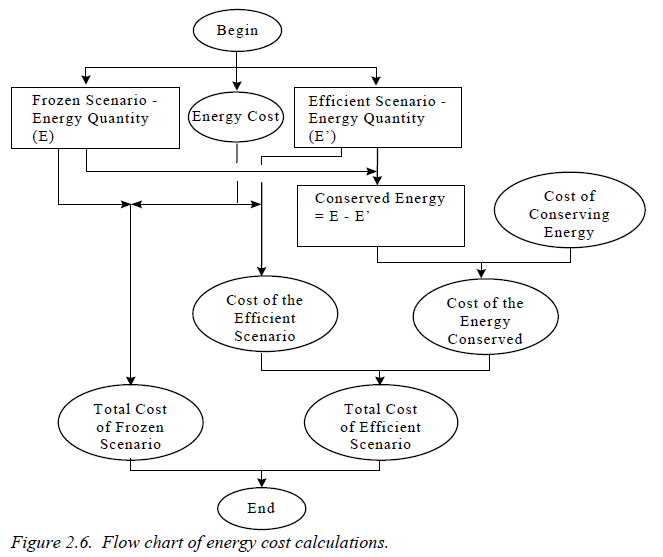 Begin
Frozen Scenario -
Energy Quantity
(E)
Energy Cost
Efficient Scenario -
Energy Quantity
(E’)
Conserved Energy
= E - E’
Cost of
Conserving
Energy
Cost of the
Efficient
Scenario
Cost of the
Energy
Conserved
Total Cost
of Frozen
Scenario
Total Cost
of Efficient
Scenario
End
Figure 2.6. Flow chart of energy cost calculations.